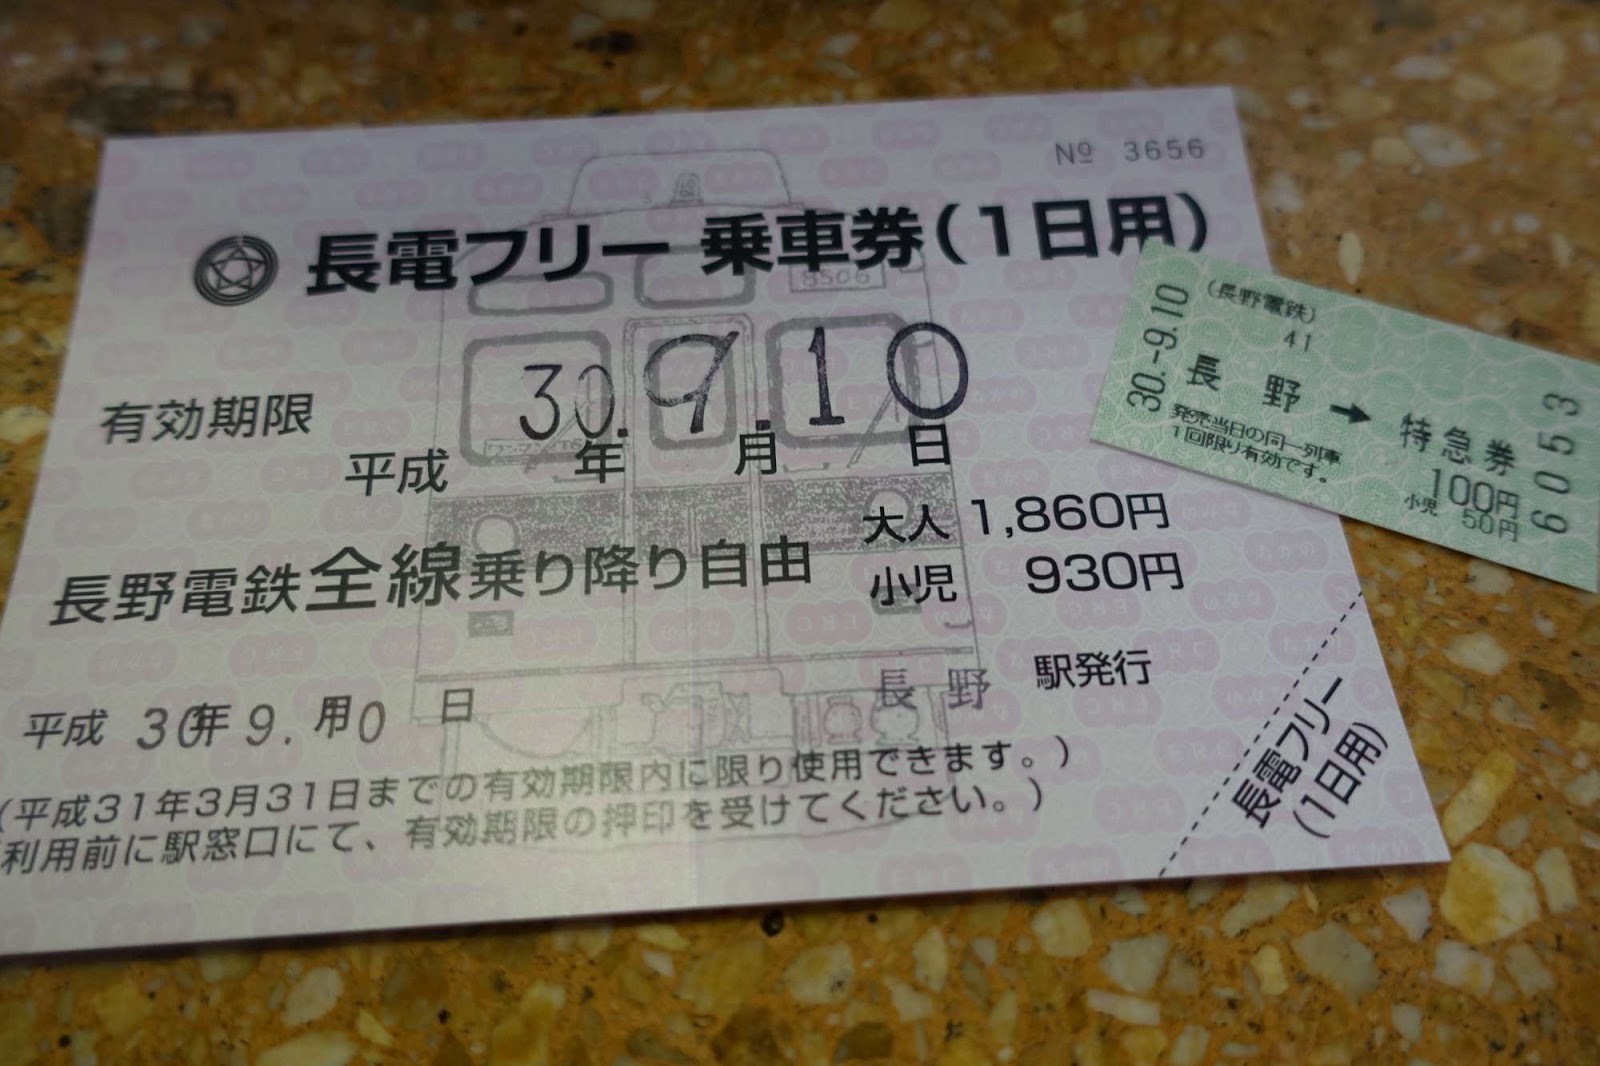 № 3656
長電フリー 乗車券(1日用)
8506
有効期限
30.9.10
平成 年 月 日
大人 1,860円
長野電鉄全線乗り降り自由
小児 930円
長野 駅発行
平成 30年 9.月10 日
(平成31年3月31日までの有効期限内に限り使用できます。)
利用前に駅窓口にて、有効期限の押印を受けてください。)
長電フリー
(1日用)
30.-9.10
(長野電鉄)
41
長野→
特急券
発売当日の同一列車
1回限り有効です。
100円
小児 50円
6053